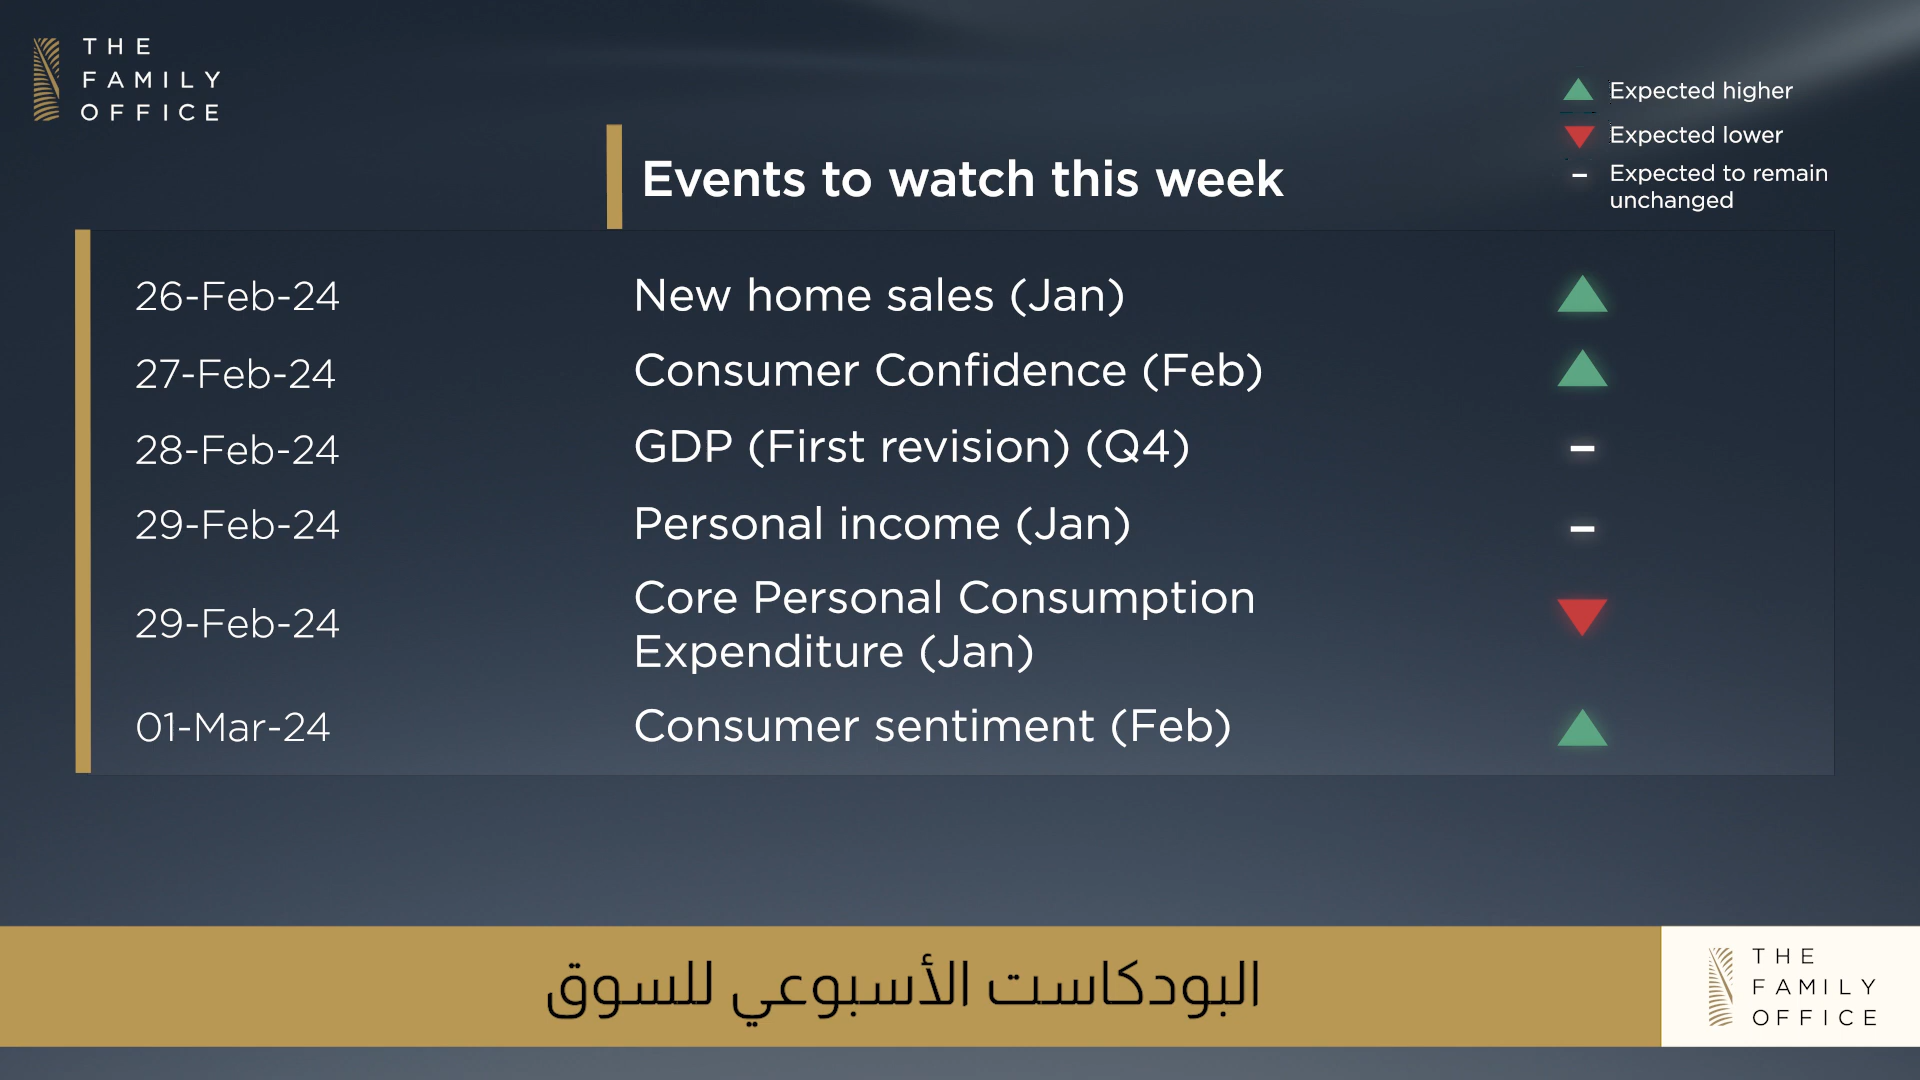 THE
FAMILY
OFFICE
Expected higher
Expected lower
Expected to remain
unchanged
Events to watch this week
26-Feb-24 New home sales (Jan)
27-Feb-24 Consumer Confidence (Feb)
28-Feb-24 GDP (First revision) (Q4) –
29-Feb-24 Personal income (Jan) –
29-Feb-24 Core Personal Consumption
Expenditure (Jan)
01-Mar-24 Consumer sentiment (Feb)
البودكاست الأسبوعي للسوق
THE
FAMILY
OFFICE